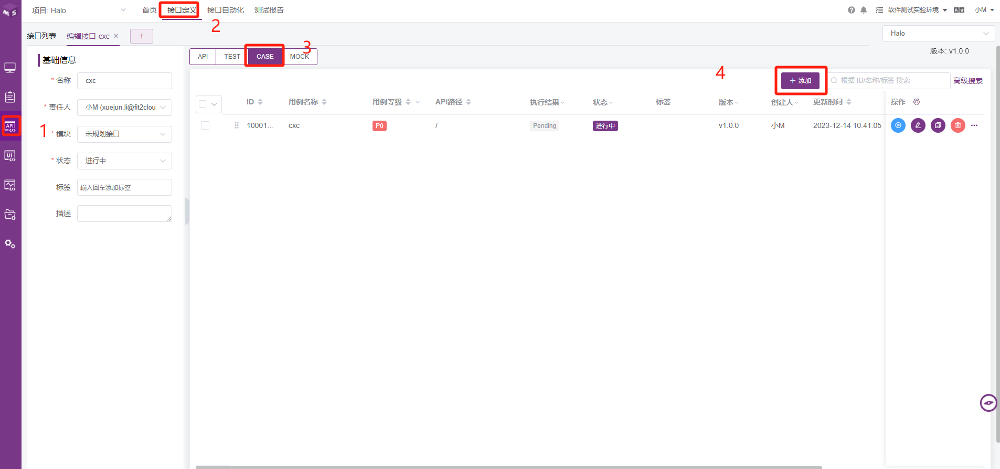 MS
项目: Halo
首页
接口定义
接口自动化
测试报告
软件测试实验环境
小M
2
接口列表
编辑接口-cxc
Halo
版本: v1.0.0
基础信息
* 名称
cxc
* 责任人
小M (xuejun.li@fit2clou
* 模块
未规划接口
* 状态
进行中
标签
输入回车添加标签
描述
API
UI
1
API
TEST
CASE
MOCK
3
4
+ 添加
根据 ID/名称/标签 搜索
高级搜索
ID
用例名称
用例等级
API路径
执行结果
状态
标签
版本
创建人
更新时间
操作
10001...
cxc
P0
/
Pending
进行中
v1.0.0
小M
2023-12-14 10:41:05